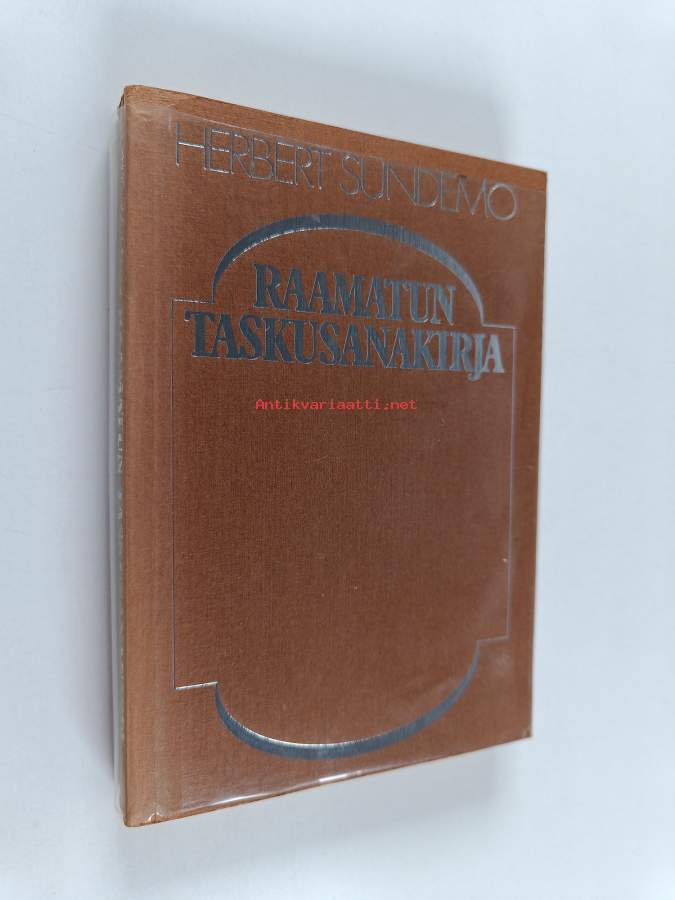 HERBERT SUNDEMO
RAAMATUN
TASKUSANAKIRJA
Antikvariaatti.net